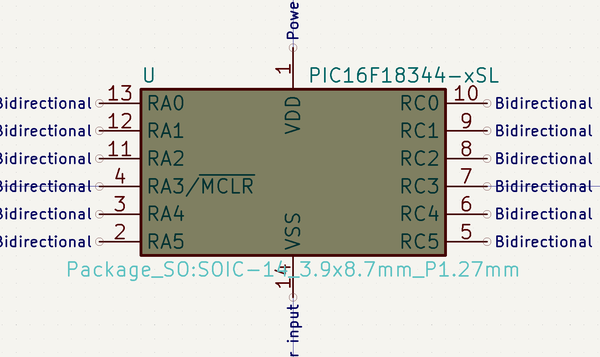 Powe
1
U PIC16F18344-xSL
Bidirectional 13 RA0 VDD RC0 10 Bidirectional
Bidirectional 12 RA1 RC1 9 Bidirectional
Bidirectional 11 RA2 RC2 8 Bidirectional
Bidirectional 4 RA3/MCLR RC3 7 Bidirectional
Bidirectional 3 RA4 RC4 6 Bidirectional
Bidirectional 2 RA5 VSS RC5 5 Bidirectional
Package_SO:SOIC-14_3.9x8.7mm_P1.27mm
14
r input